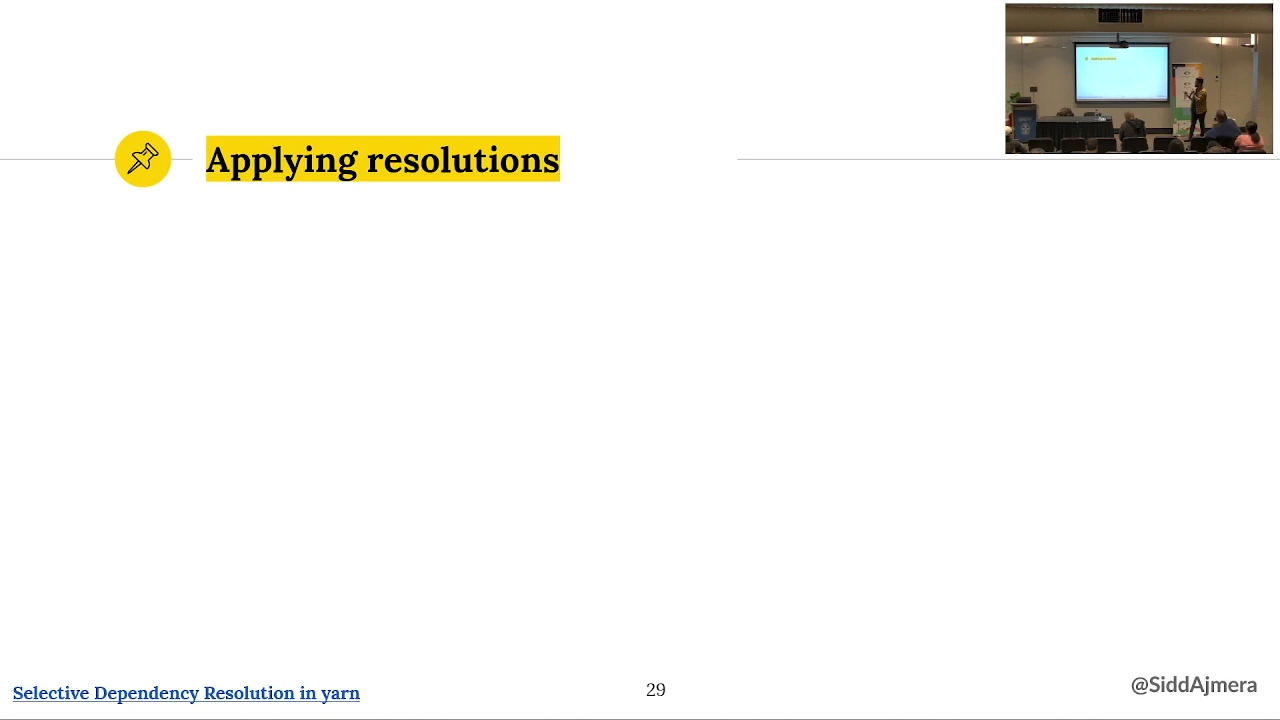 Applying resolutions
Selective Dependency Resolution in yarn
29
@SiddAjmera